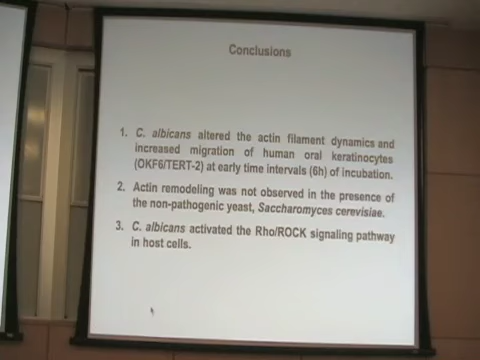 Conclusions
1. C. albicans altered the actin filament dynamics and
increased migration of human oral keratinocytes
(OKF6/TERT-2) at early time intervals (6h) of incubation.
2. Actin remodeling was not observed in the presence of
the non-pathogenic yeast, Saccharomyces cerevisiae.
3. C. albicans activated the Rho/ROCK signaling pathway
in host cells.